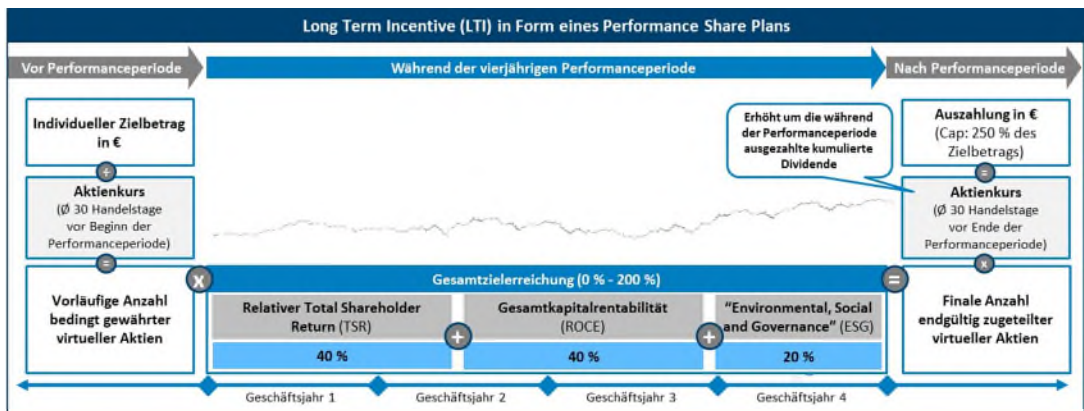 Long Term Incentive (LTI) in Form eines Performance Share Plans
Vor Performanceperiode
Während der vierjährigen Performanceperiode
Nach Performanceperiode
Individueller Zielbetrag
in €
÷
Aktienkurs
(Ø 30 Handelstage
vor Beginn der
Performanceperiode)
=
Vorläufige Anzahl
bedingt gewährter
virtueller Aktien
x
Erhöht um die während
der Performanceperiode
ausgezahlte kumulierte
Dividende
Gesamtzielerreichung (0 % - 200 %)
Relativer Total Shareholder
Return (TSR)
40 %
+
Gesamtkapitalrentabilität
(ROCE)
40 %
+
“Environmental, Social
and Governance” (ESG)
20 %
=
Auszahlung in €
(Cap: 250 % des
Zielbetrags)
=
Aktienkurs
(Ø 30 Handelstage
vor Ende der
Performanceperiode)
x
Finale Anzahl
endgültig zugeteilter
virtueller Aktien
Geschäftsjahr 1
Geschäftsjahr 2
Geschäftsjahr 3
Geschäftsjahr 4